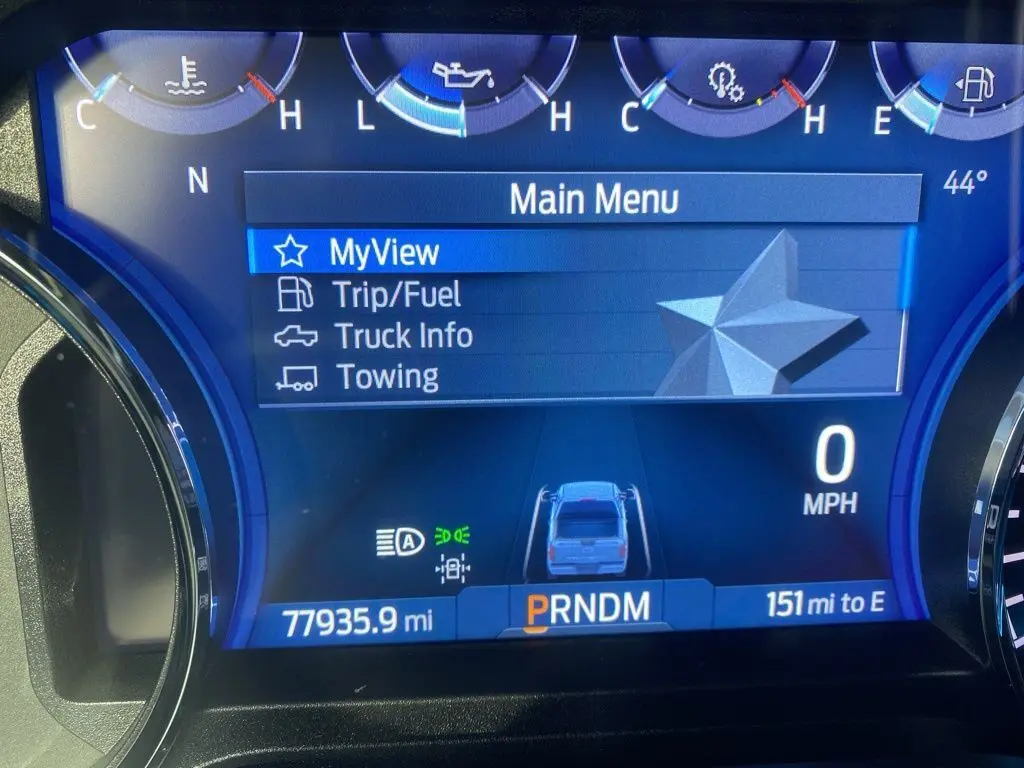 C H L H C H E
N
44°
Main Menu
MyView
Trip/Fuel
Truck Info
Towing
0
MPH
A
77935.9 mi
PRNDM
151 mi to E